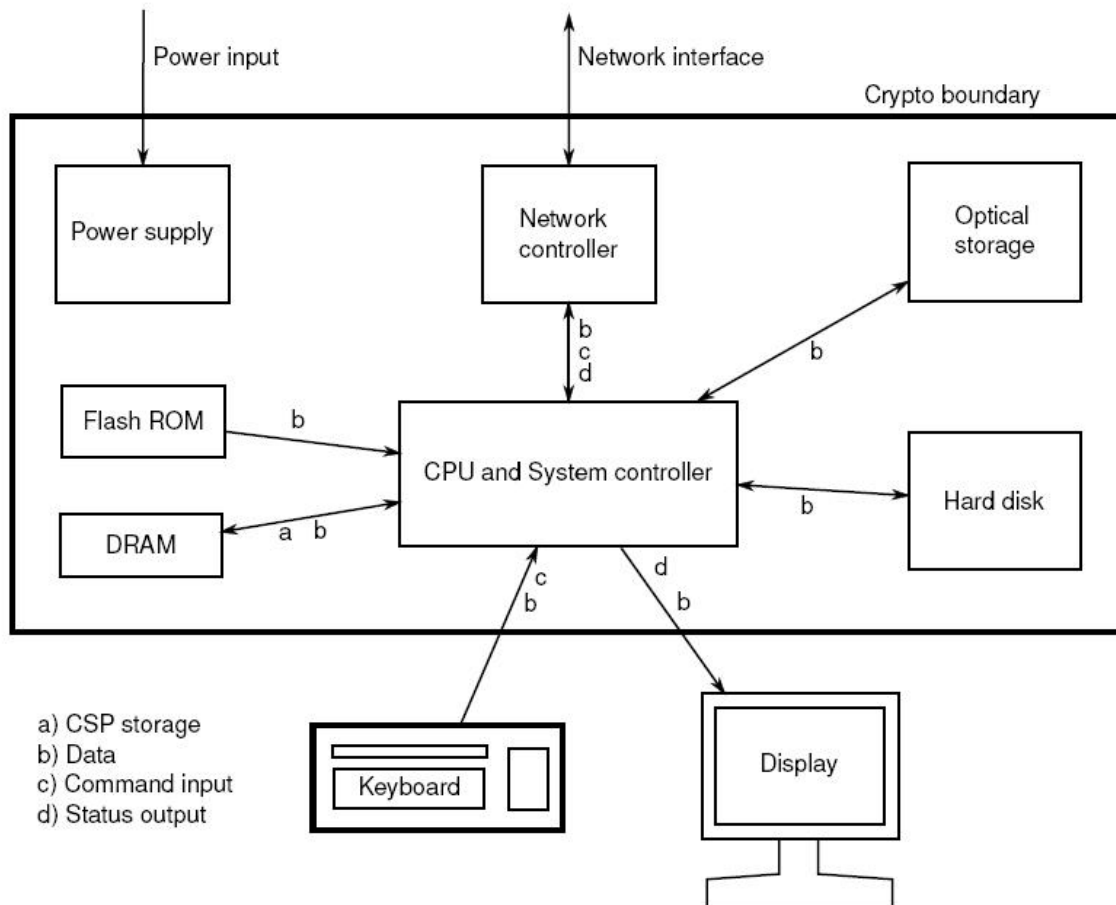 Power input
Network interface
Crypto boundary
Power supply
Network
controller
Optical
storage
b
c
d
b
Flash ROM
b
CPU and System controller
b
Hard disk
DRAM
a b
c
b
d
b
a) CSP storage
b) Data
c) Command input
d) Status output
Keyboard
Display